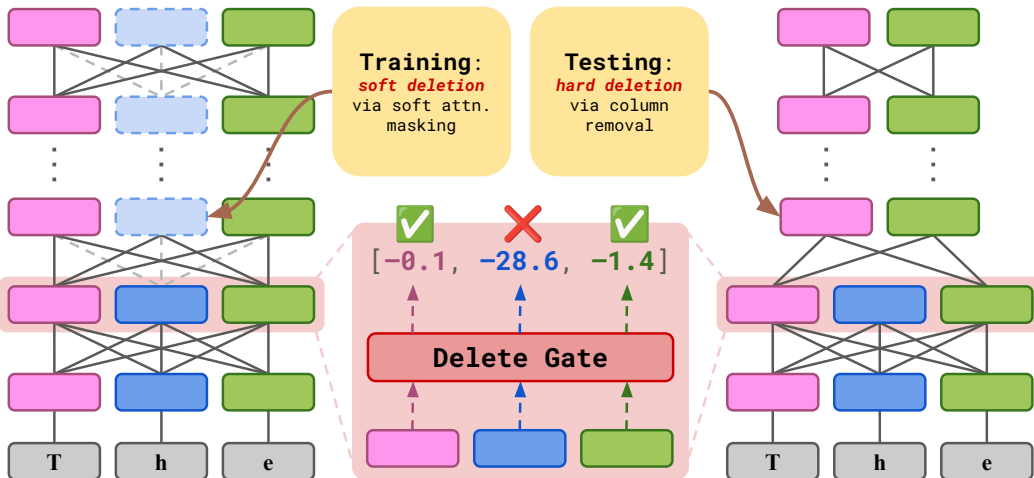 Training:
soft deletion
via soft attn.
masking
Testing:
hard deletion
via column
removal
[−0.1, −28.6, −1.4]
Delete Gate
T h e
T h e